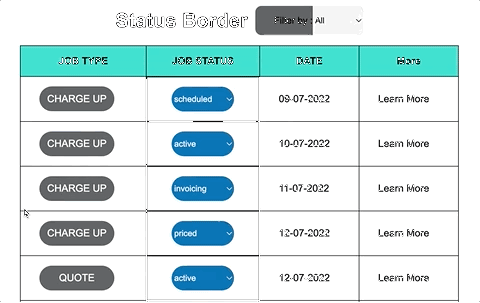 Status Border Filter by : All
JOB TYPE JOB STATUS DATE More
CHARGE UP scheduled 09-07-2022 Learn More
CHARGE UP active 10-07-2022 Learn More
CHARGE UP invoicing 11-07-2022 Learn More
CHARGE UP priced 12-07-2022 Learn More
QUOTE active 12-07-2022 Learn More